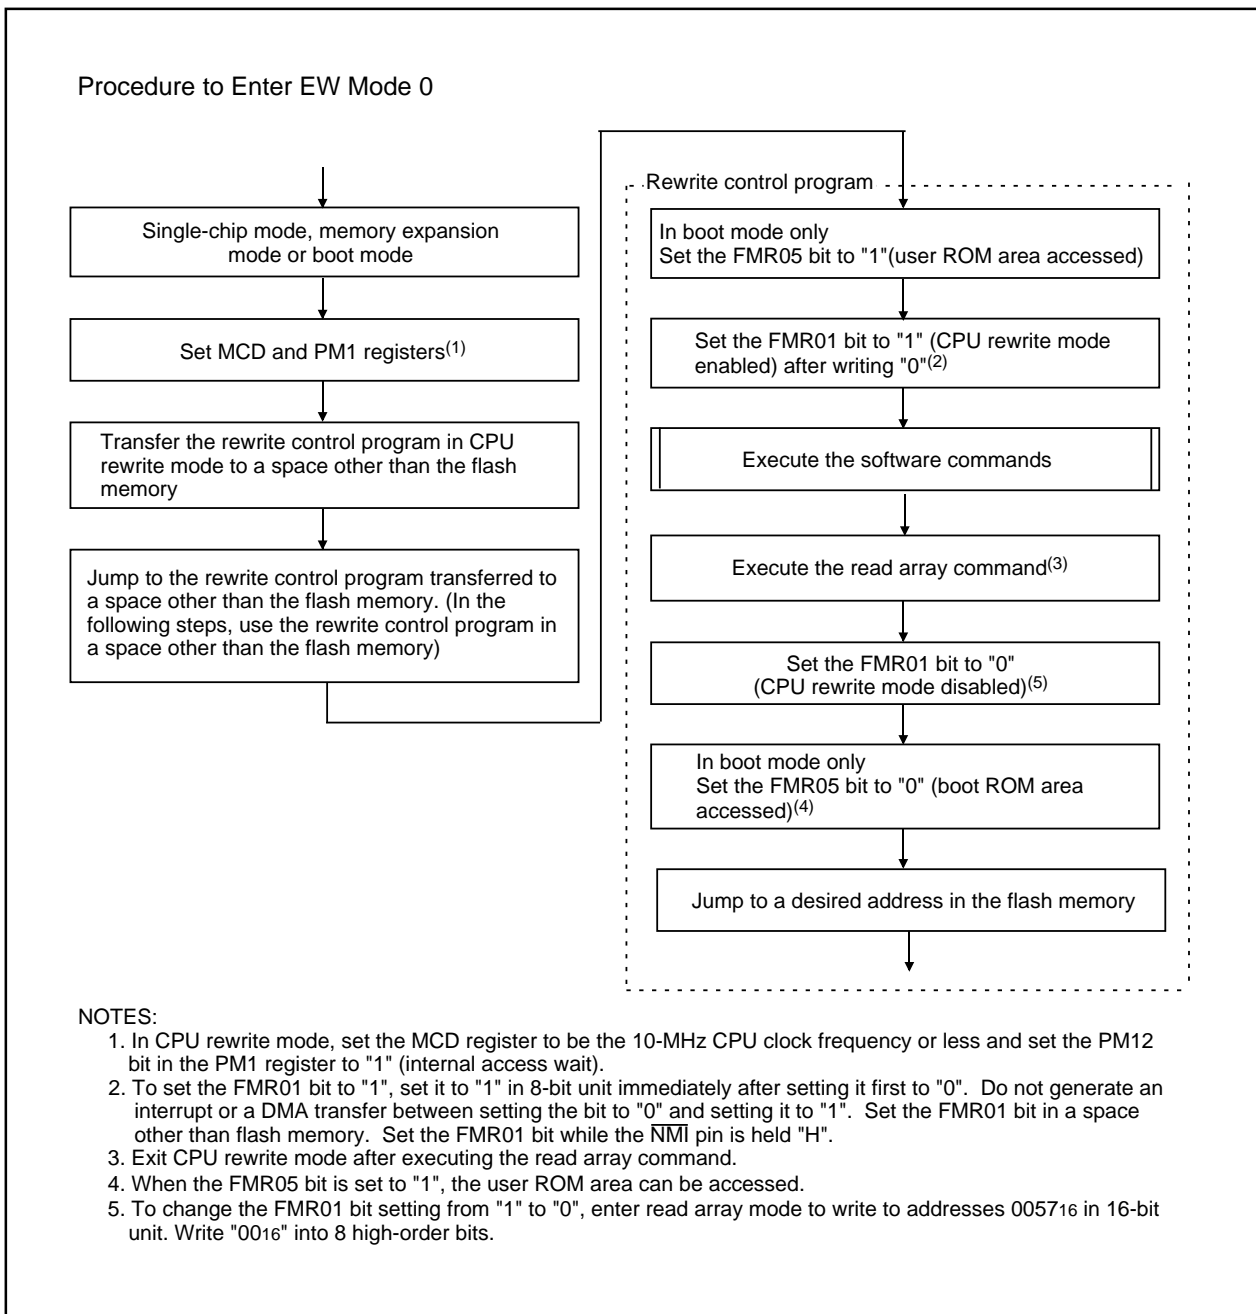 Procedure to Enter EW Mode 0
Single-chip mode, memory expansion
mode or boot mode
Set MCD and PM1 registers(1)
Transfer the rewrite control program in CPU
rewrite mode to a space other than the flash
memory
Jump to the rewrite control program transferred to
a space other than the flash memory. (In the
following steps, use the rewrite control program in
a space other than the flash memory)
Rewrite control program
In boot mode only
Set the FMR05 bit to "1"(user ROM area accessed)
Set the FMR01 bit to "1" (CPU rewrite mode
enabled) after writing "0"(2)
Execute the software commands
Execute the read array command(3)
Set the FMR01 bit to "0"
(CPU rewrite mode disabled)(5)
In boot mode only
Set the FMR05 bit to "0" (boot ROM area
accessed)(4)
Jump to a desired address in the flash memory
NOTES:
1. In CPU rewrite mode, set the MCD register to be the 10-MHz CPU clock frequency or less and set the PM12
bit in the PM1 register to "1" (internal access wait).
2. To set the FMR01 bit to "1", set it to "1" in 8-bit unit immediately after setting it first to "0".  Do not generate an
interrupt or a DMA transfer between setting the bit to "0" and setting it to "1".  Set the FMR01 bit in a space
other than flash memory.  Set the FMR01 bit while the NMI pin is held "H".
3. Exit CPU rewrite mode after executing the read array command.
4. When the FMR05 bit is set to "1", the user ROM area can be accessed.
5. To change the FMR01 bit setting from "1" to "0", enter read array mode to write to addresses 005716 in 16-bit
unit. Write "0016" into 8 high-order bits.